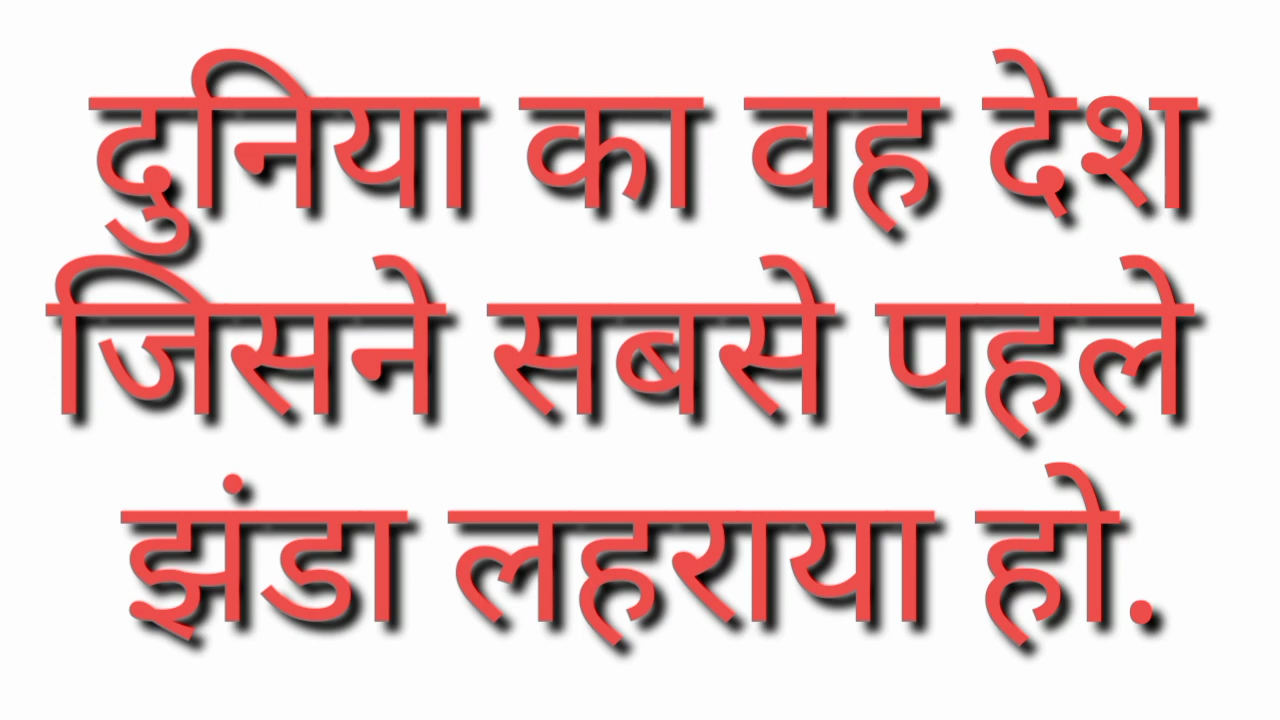 दुनिया का वह देश
जिसने सबसे पहले
झंडा लहराया हो.